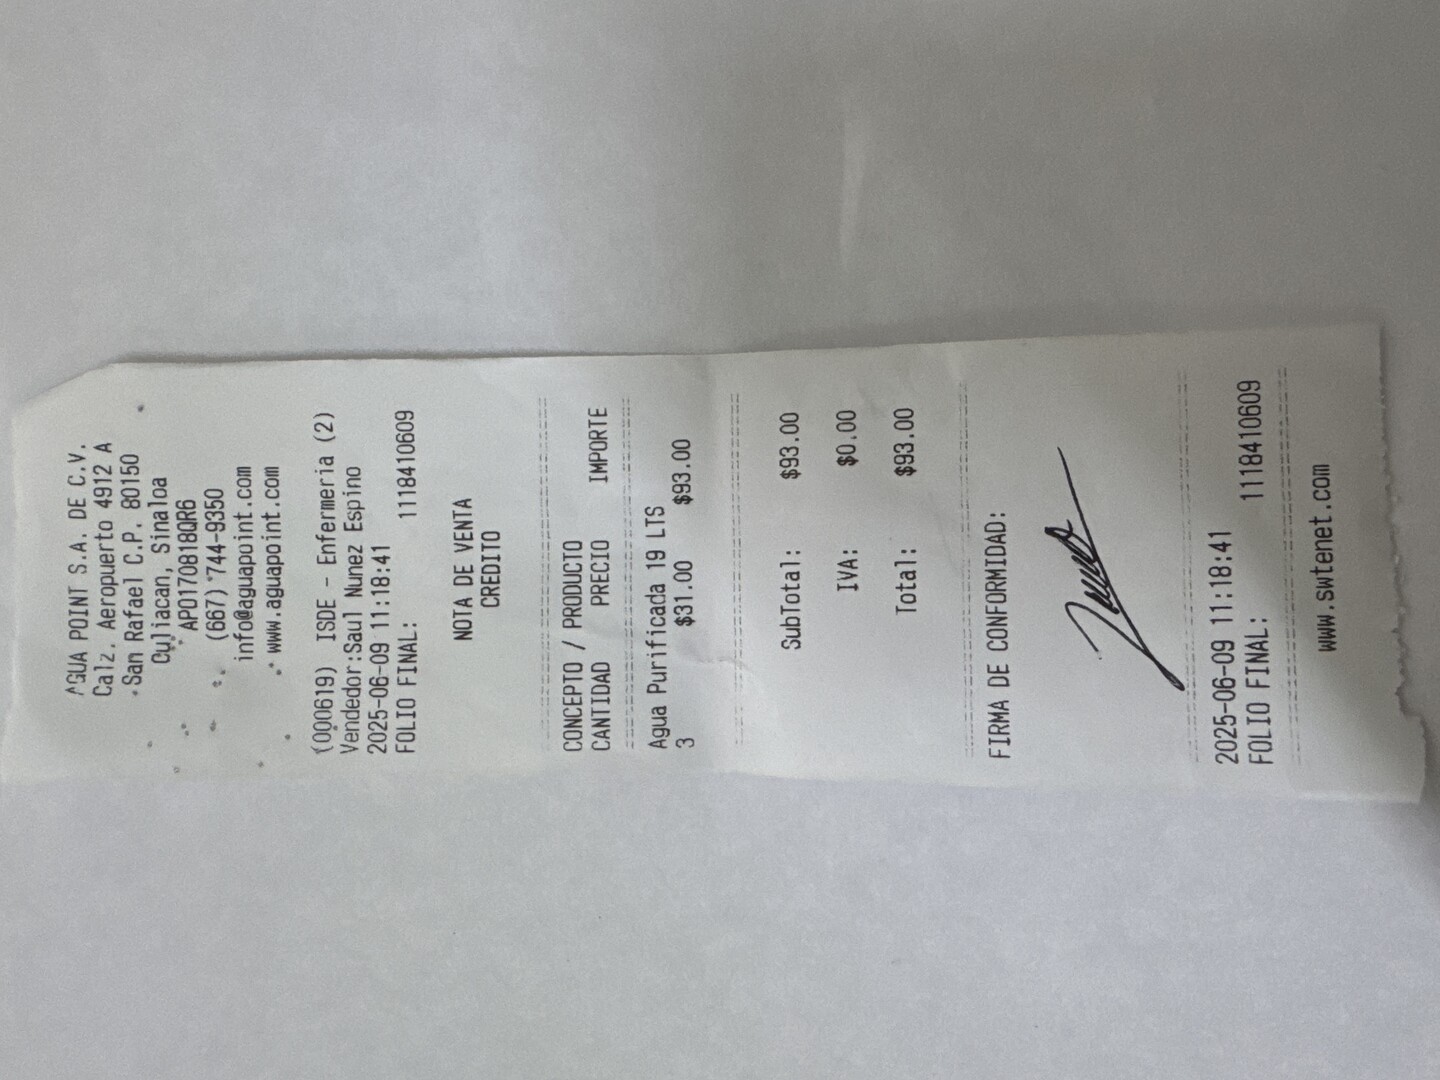 AGUA POINT S.A. DE C.V.
Calz. Aeropuerto 4912 A
San Rafael C.P. 80150
Culiacan, Sinaloa
APO170818QR6
(667) 744-9350
info@aguapoint.com
www.aguapoint.com
(000619) ISDE - Enfermeria (2)
Vendedor:Saul Nunez Espino
2025-06-09 11:18:41
FOLIO FINAL: 1118410609
NOTA DE VENTA
CREDITO
CONCEPTO / PRODUCTO
CANTIDAD PRECIO IMPORTE
Agua Purificada 19 LTS
3 $31.00 $93.00
SubTotal: $93.00
IVA: $0.00
Total: $93.00
FIRMA DE CONFORMIDAD:
2025-06-09 11:18:41
FOLIO FINAL: 1118410609
www.swtenet.com